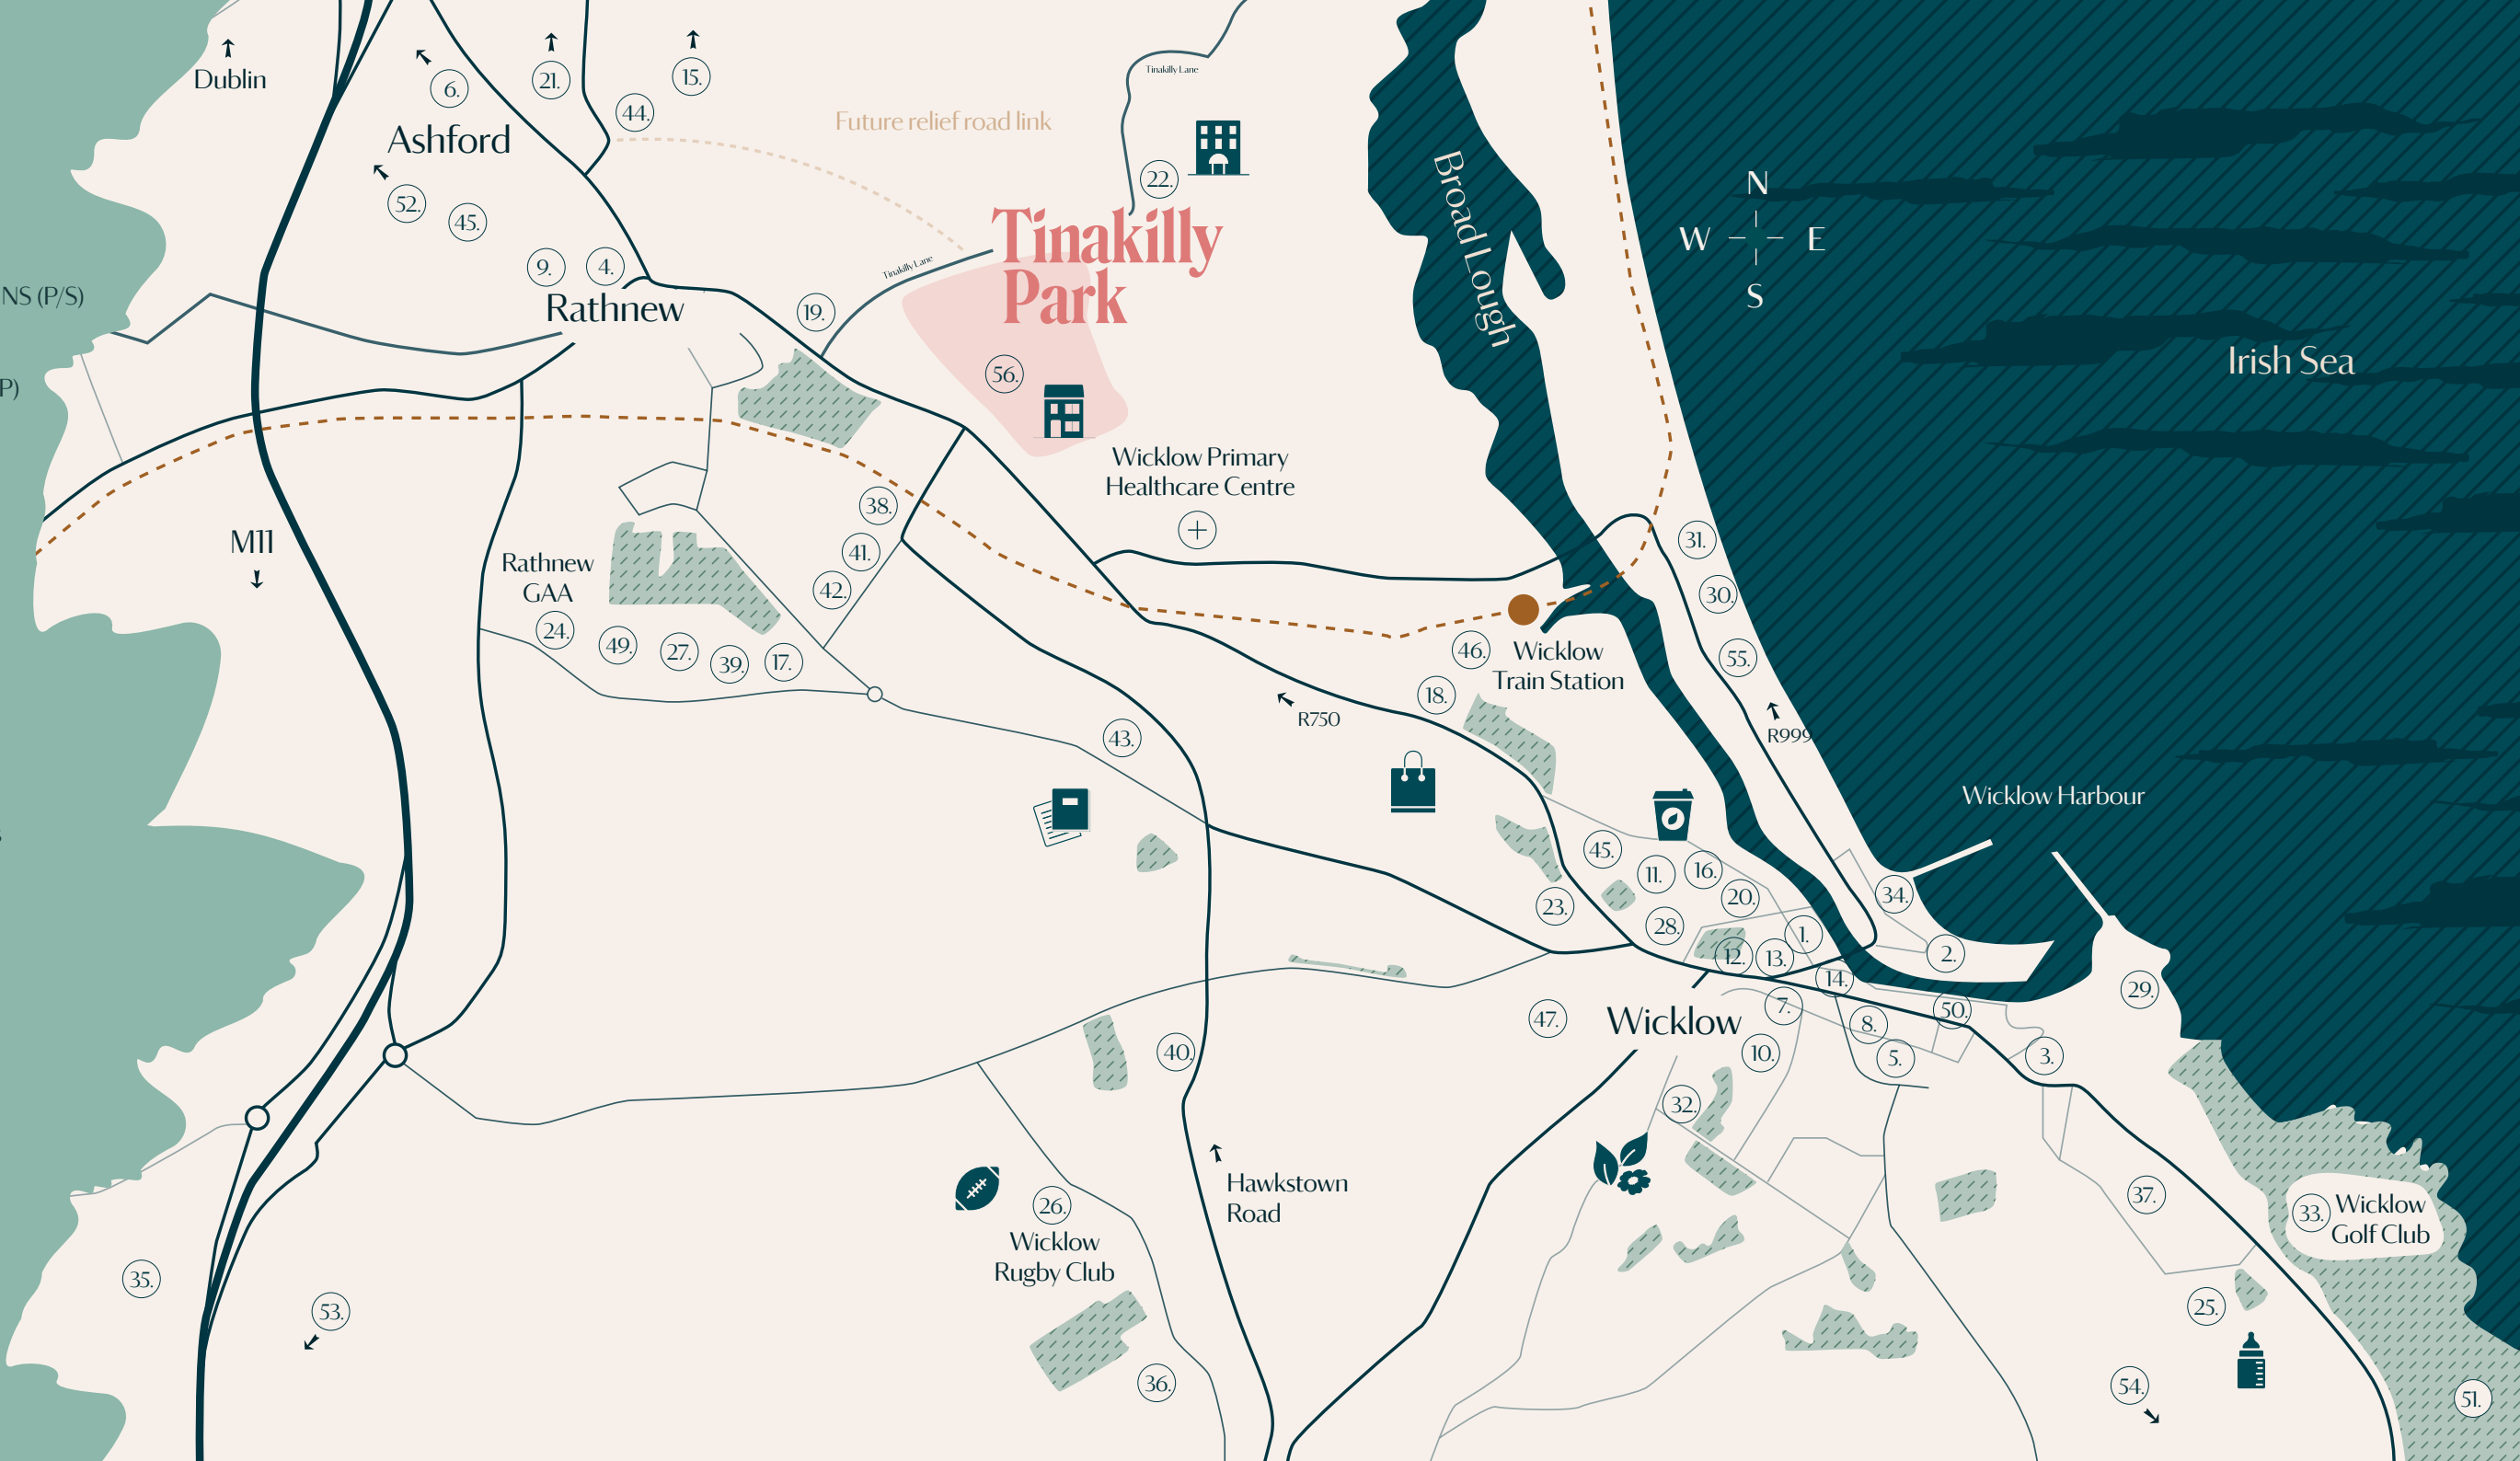 Dublin
6.
21.
15.
44.
Ashford
52.
45.
9.
4.
Rathnew
Future relief road link
Tinakilly Lane
22.
Tinakilly
Park
Tinakilly Lane
19.
56.
Broad Lough
N
W
E
S
Irish Sea
NS (P/S)
P)
Wicklow Primary
Healthcare Centre
M11
38.
41.
42.
Rathnew
GAA
24.
49.
27.
39.
17.
31.
30.
55.
46.
Wicklow
Train Station
18.
R750
R999
43.
Wicklow Harbour
s
45.
11.
16.
20.
23.
28.
34.
1.
12.
13.
14.
2.
29.
47.
Wicklow
7.
50.
8.
10.
5.
3.
40.
32.
Hawkstown
Road
26.
Wicklow
Rugby Club
37.
33.
Wicklow
Golf Club
35.
53.
25.
36.
54.
51.